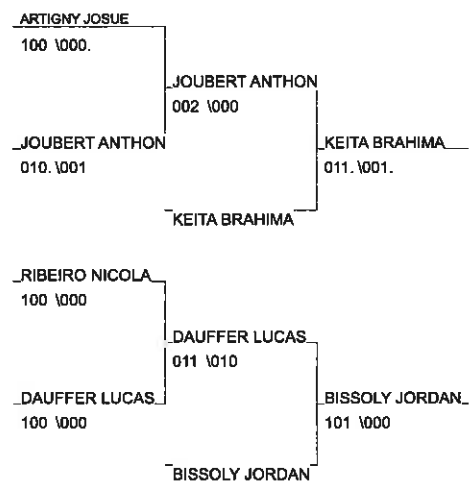 ARTIGNY JOSUE
100 \000.
JOUBERT ANTHON
002 \000
JOUBERT ANTHON
010. \001
KEITA BRAHIMA
011. \001.
KEITA BRAHIMA
RIBEIRO NICOLA
100 \000
DAUFFER LUCAS
011 \010
DAUFFER LUCAS
100 \000
BISSOLY JORDAN
101 \000
BISSOLY JORDAN